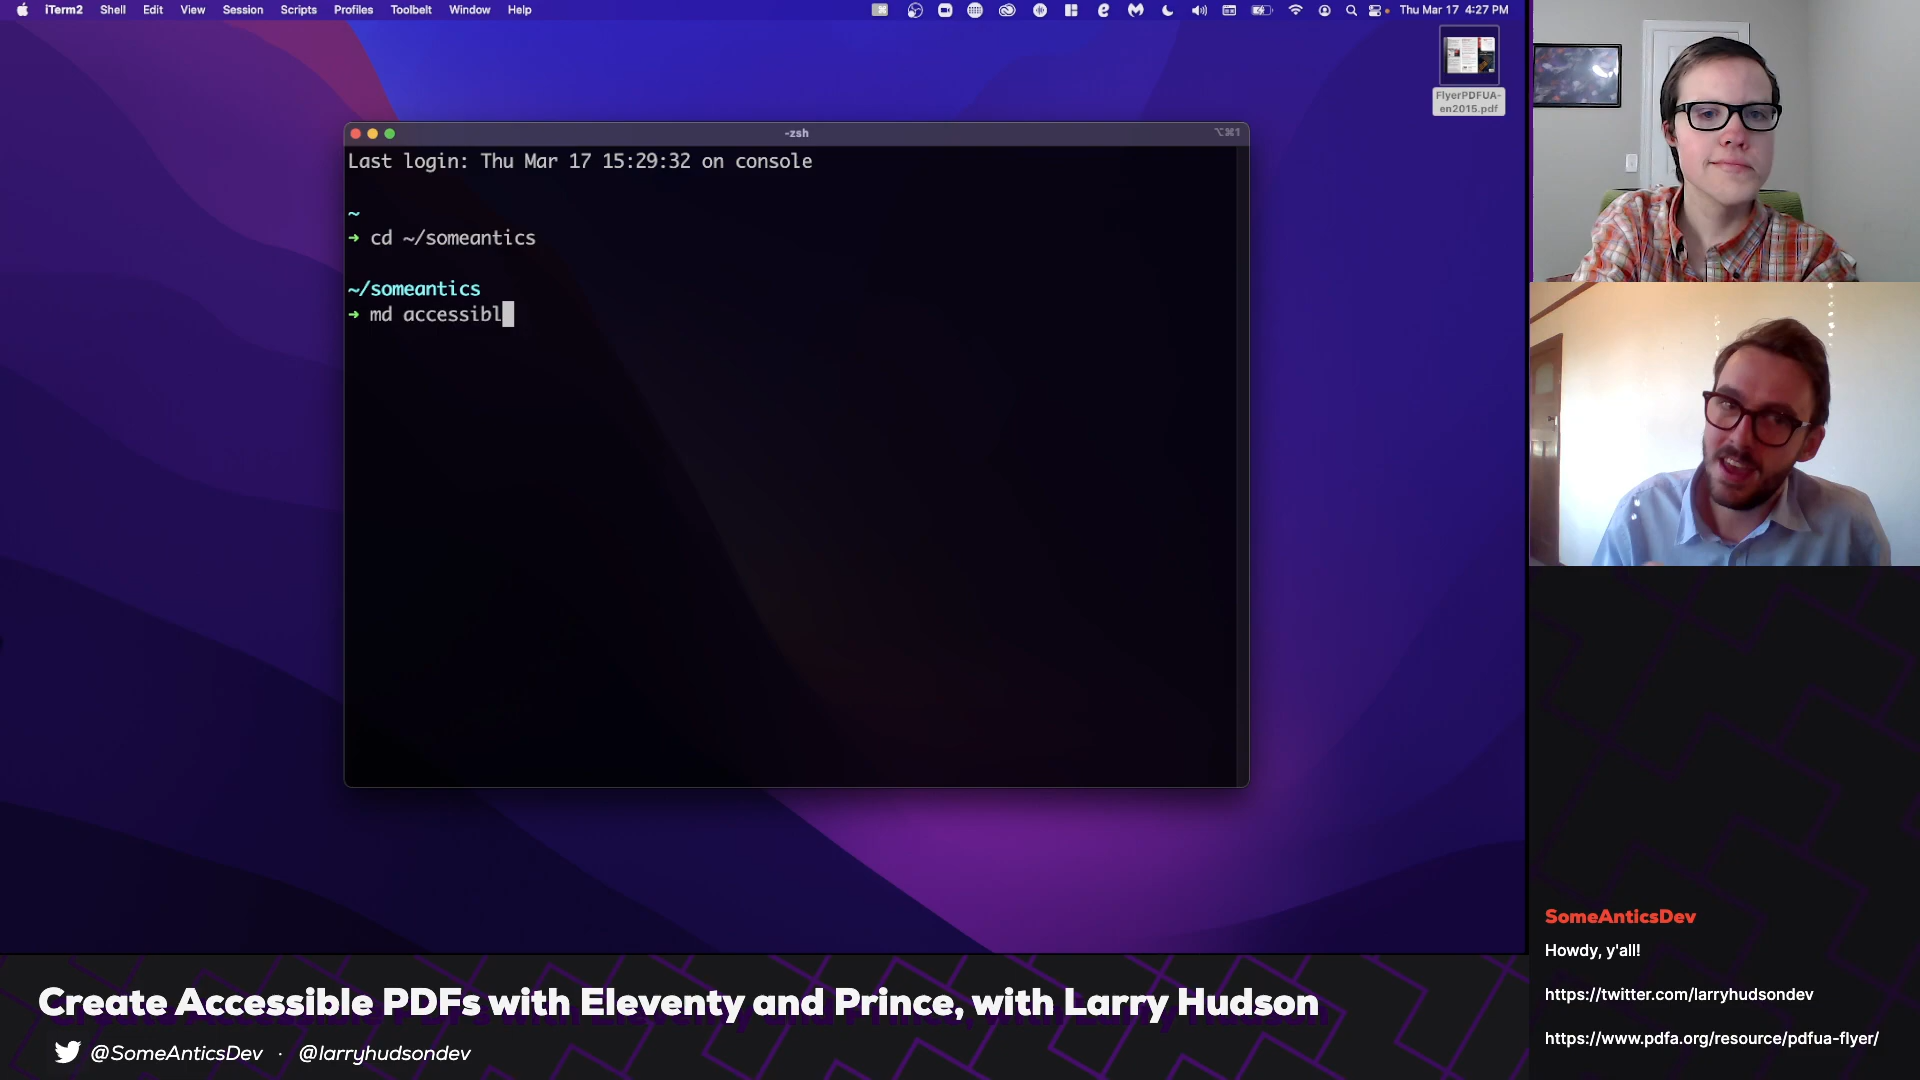 iTerm2 Shell Edit View Session Scripts Profiles Toolbelt Window Help
Thu Mar 17 4:27 PM
FlyerPDFUA-
en2015.pdf
-zsh
⌥⌘1
Last login: Thu Mar 17 15:29:32 on console
~
➜ cd ~/someantics
~/someantics
➜ md accessibl
SomeAnticsDev
Howdy, y'all!
https://twitter.com/larryhudsondev
https://www.pdfa.org/resource/pdfua-flyer/
Create Accessible PDFs with Eleventy and Prince, with Larry Hudson
@SomeAnticsDev · @larryhudsondev